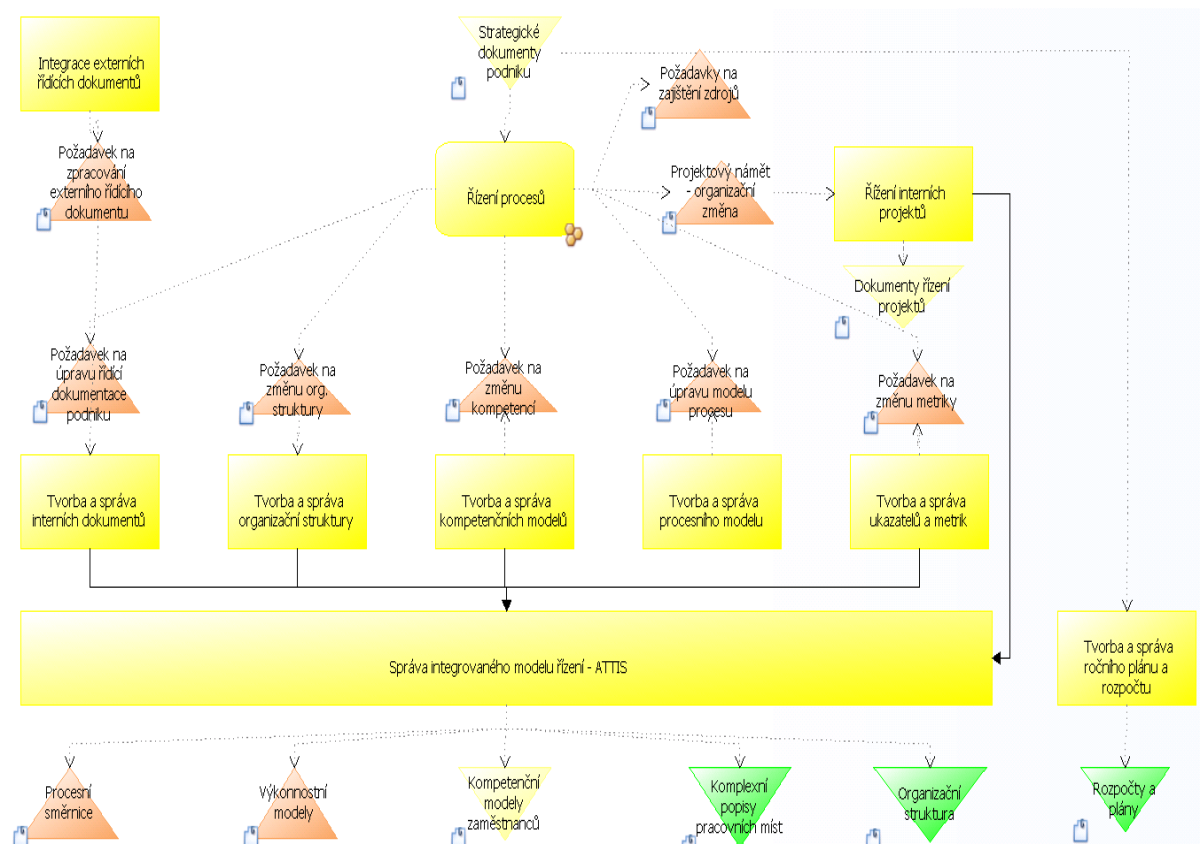 Integrace externích
řídících dokumentů
Strategické
dokumenty
podniku
Požadavky na
zajištění zdrojů
Požadavek na
zpracování
externího řídícího
dokumentu
Řízení procesů
Projektový námět
- organizační
změna
Řížení interních
projektů
Dokumenty řízení
projektů
Požadavek na
úpravu řídící
dokumentace
podniku
Požadavek na
změnu org.
struktury
Požadavek na
změnu
kompetencí
Požadavek na
úpravu modelu
procesu
Požadavek na
změnu metriky
Tvorba a správa
interních dokumentů
Tvorba a správa
organizační struktury
Tvorba a správa
kompetenčních modelů
Tvorba a správa
procesního modelu
Tvorba a správa
ukazatelů a metrik
Správa integrovaného modelu řízení - ATTIS
Tvorba a správa
ročního plánu a
rozpočtu
Procesní
směrnice
Výkonnostní
modely
Kompetenční
modely
zaměstnanců
Komplexní
popisy
pracovních míst
Organizační
struktura
Rozpočty a
plány